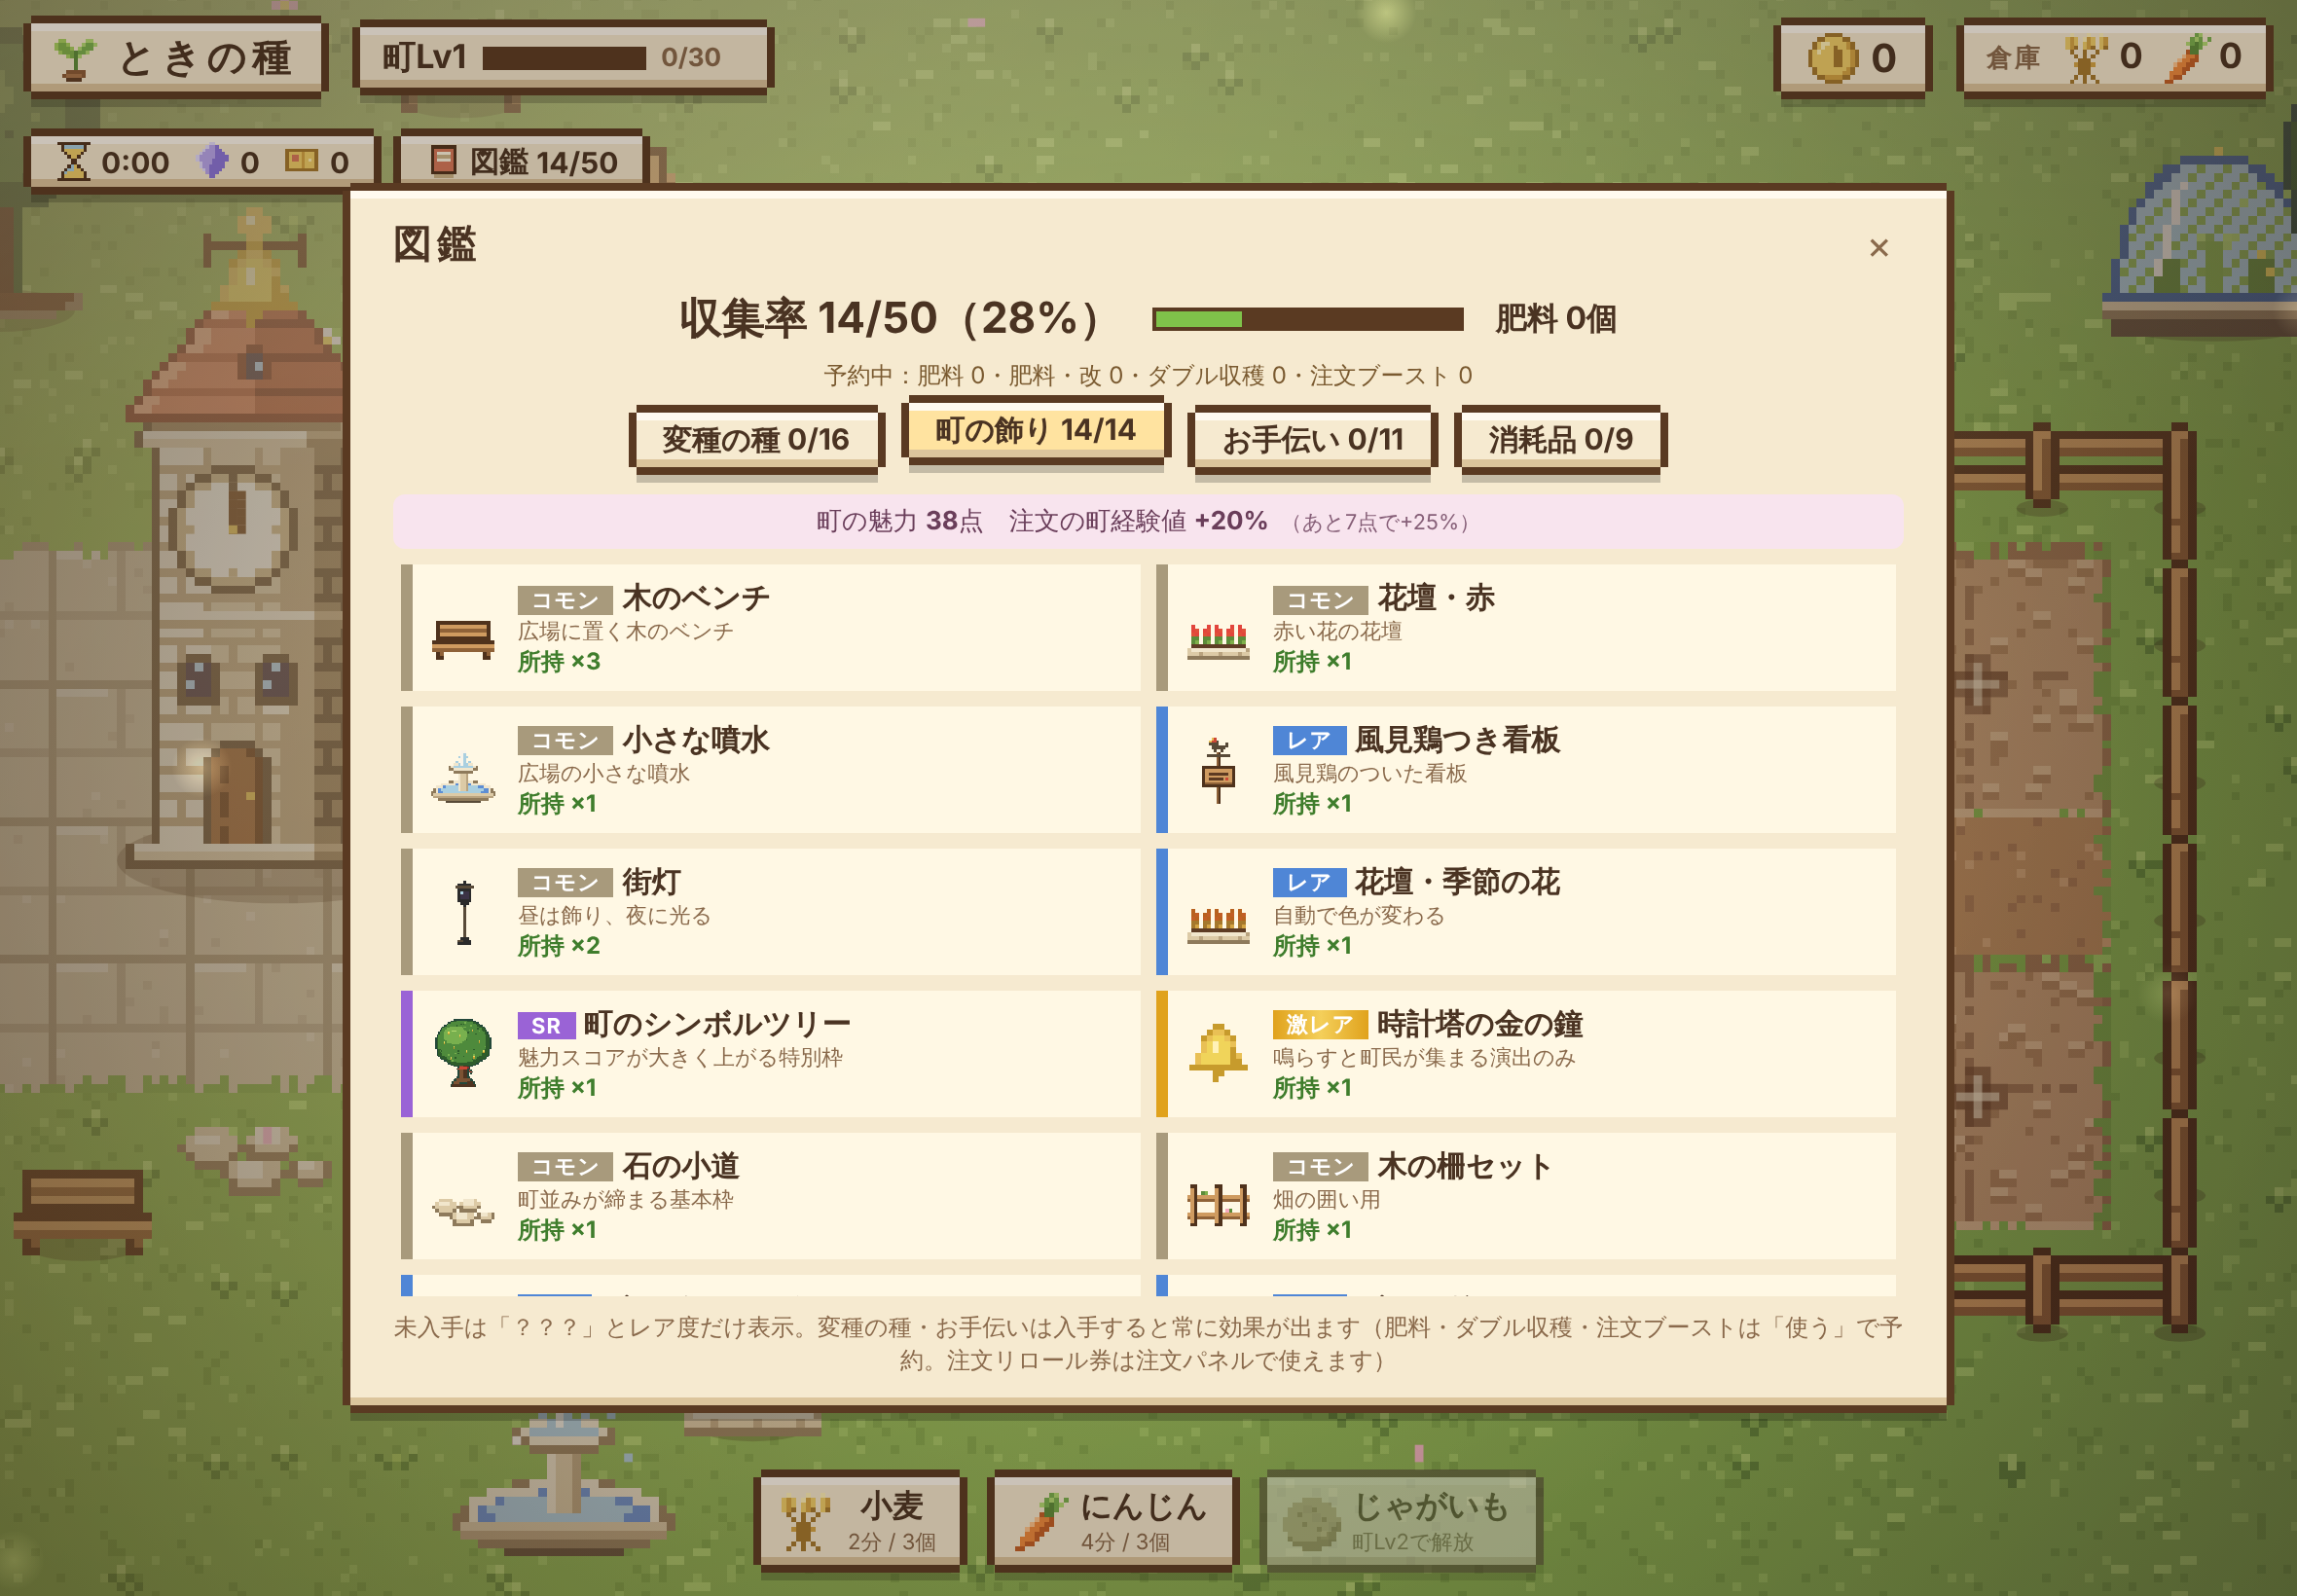 ときの種
町Lv1 0/30
0
倉庫 0 0
0:00 0 0
図鑑 14/50
図鑑
×
収集率 14/50（28%）
肥料 0個
予約中：肥料 0・肥料・改 0・ダブル収穫 0・注文ブースト 0
変種の種 0/16
町の飾り 14/14
お手伝い 0/11
消耗品 0/9
町の魅力 38点 注文の町経験値 +20% （あと7点で+25%）
コモン 木のベンチ
広場に置く木のベンチ
所持 ×3
コモン 花壇・赤
赤い花の花壇
所持 ×1
コモン 小さな噴水
広場の小さな噴水
所持 ×1
レア 風見鶏つき看板
風見鶏のついた看板
所持 ×1
コモン 街灯
昼は飾り、夜に光る
所持 ×2
レア 花壇・季節の花
自動で色が変わる
所持 ×1
SR 町のシンボルツリー
魅力スコアが大きく上がる特別枠
所持 ×1
激レア 時計塔の金の鐘
鳴らすと町民が集まる演出のみ
所持 ×1
コモン 石の小道
町並みが締まる基本枠
所持 ×1
コモン 木の柵セット
畑の囲い用
所持 ×1
未入手は「？？？」とレア度だけ表示。変種の種・お手伝いは入手すると常に効果が出ます（肥料・ダブル収穫・注文ブーストは「使う」で予
約。注文リロール券は注文パネルで使えます）
小麦
2分 / 3個
にんじん
4分 / 3個
じゃがいも
町Lv2で解放